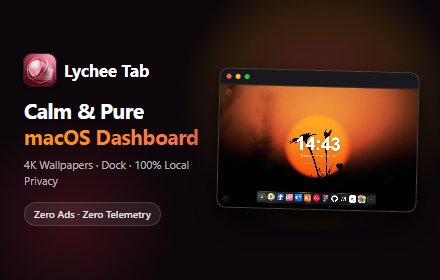 Lychee Tab
Calm & Pure
macOS Dashboard
4K Wallpapers · Dock · 100% Local
Privacy
Zero Ads · Zero Telemetry
14:43